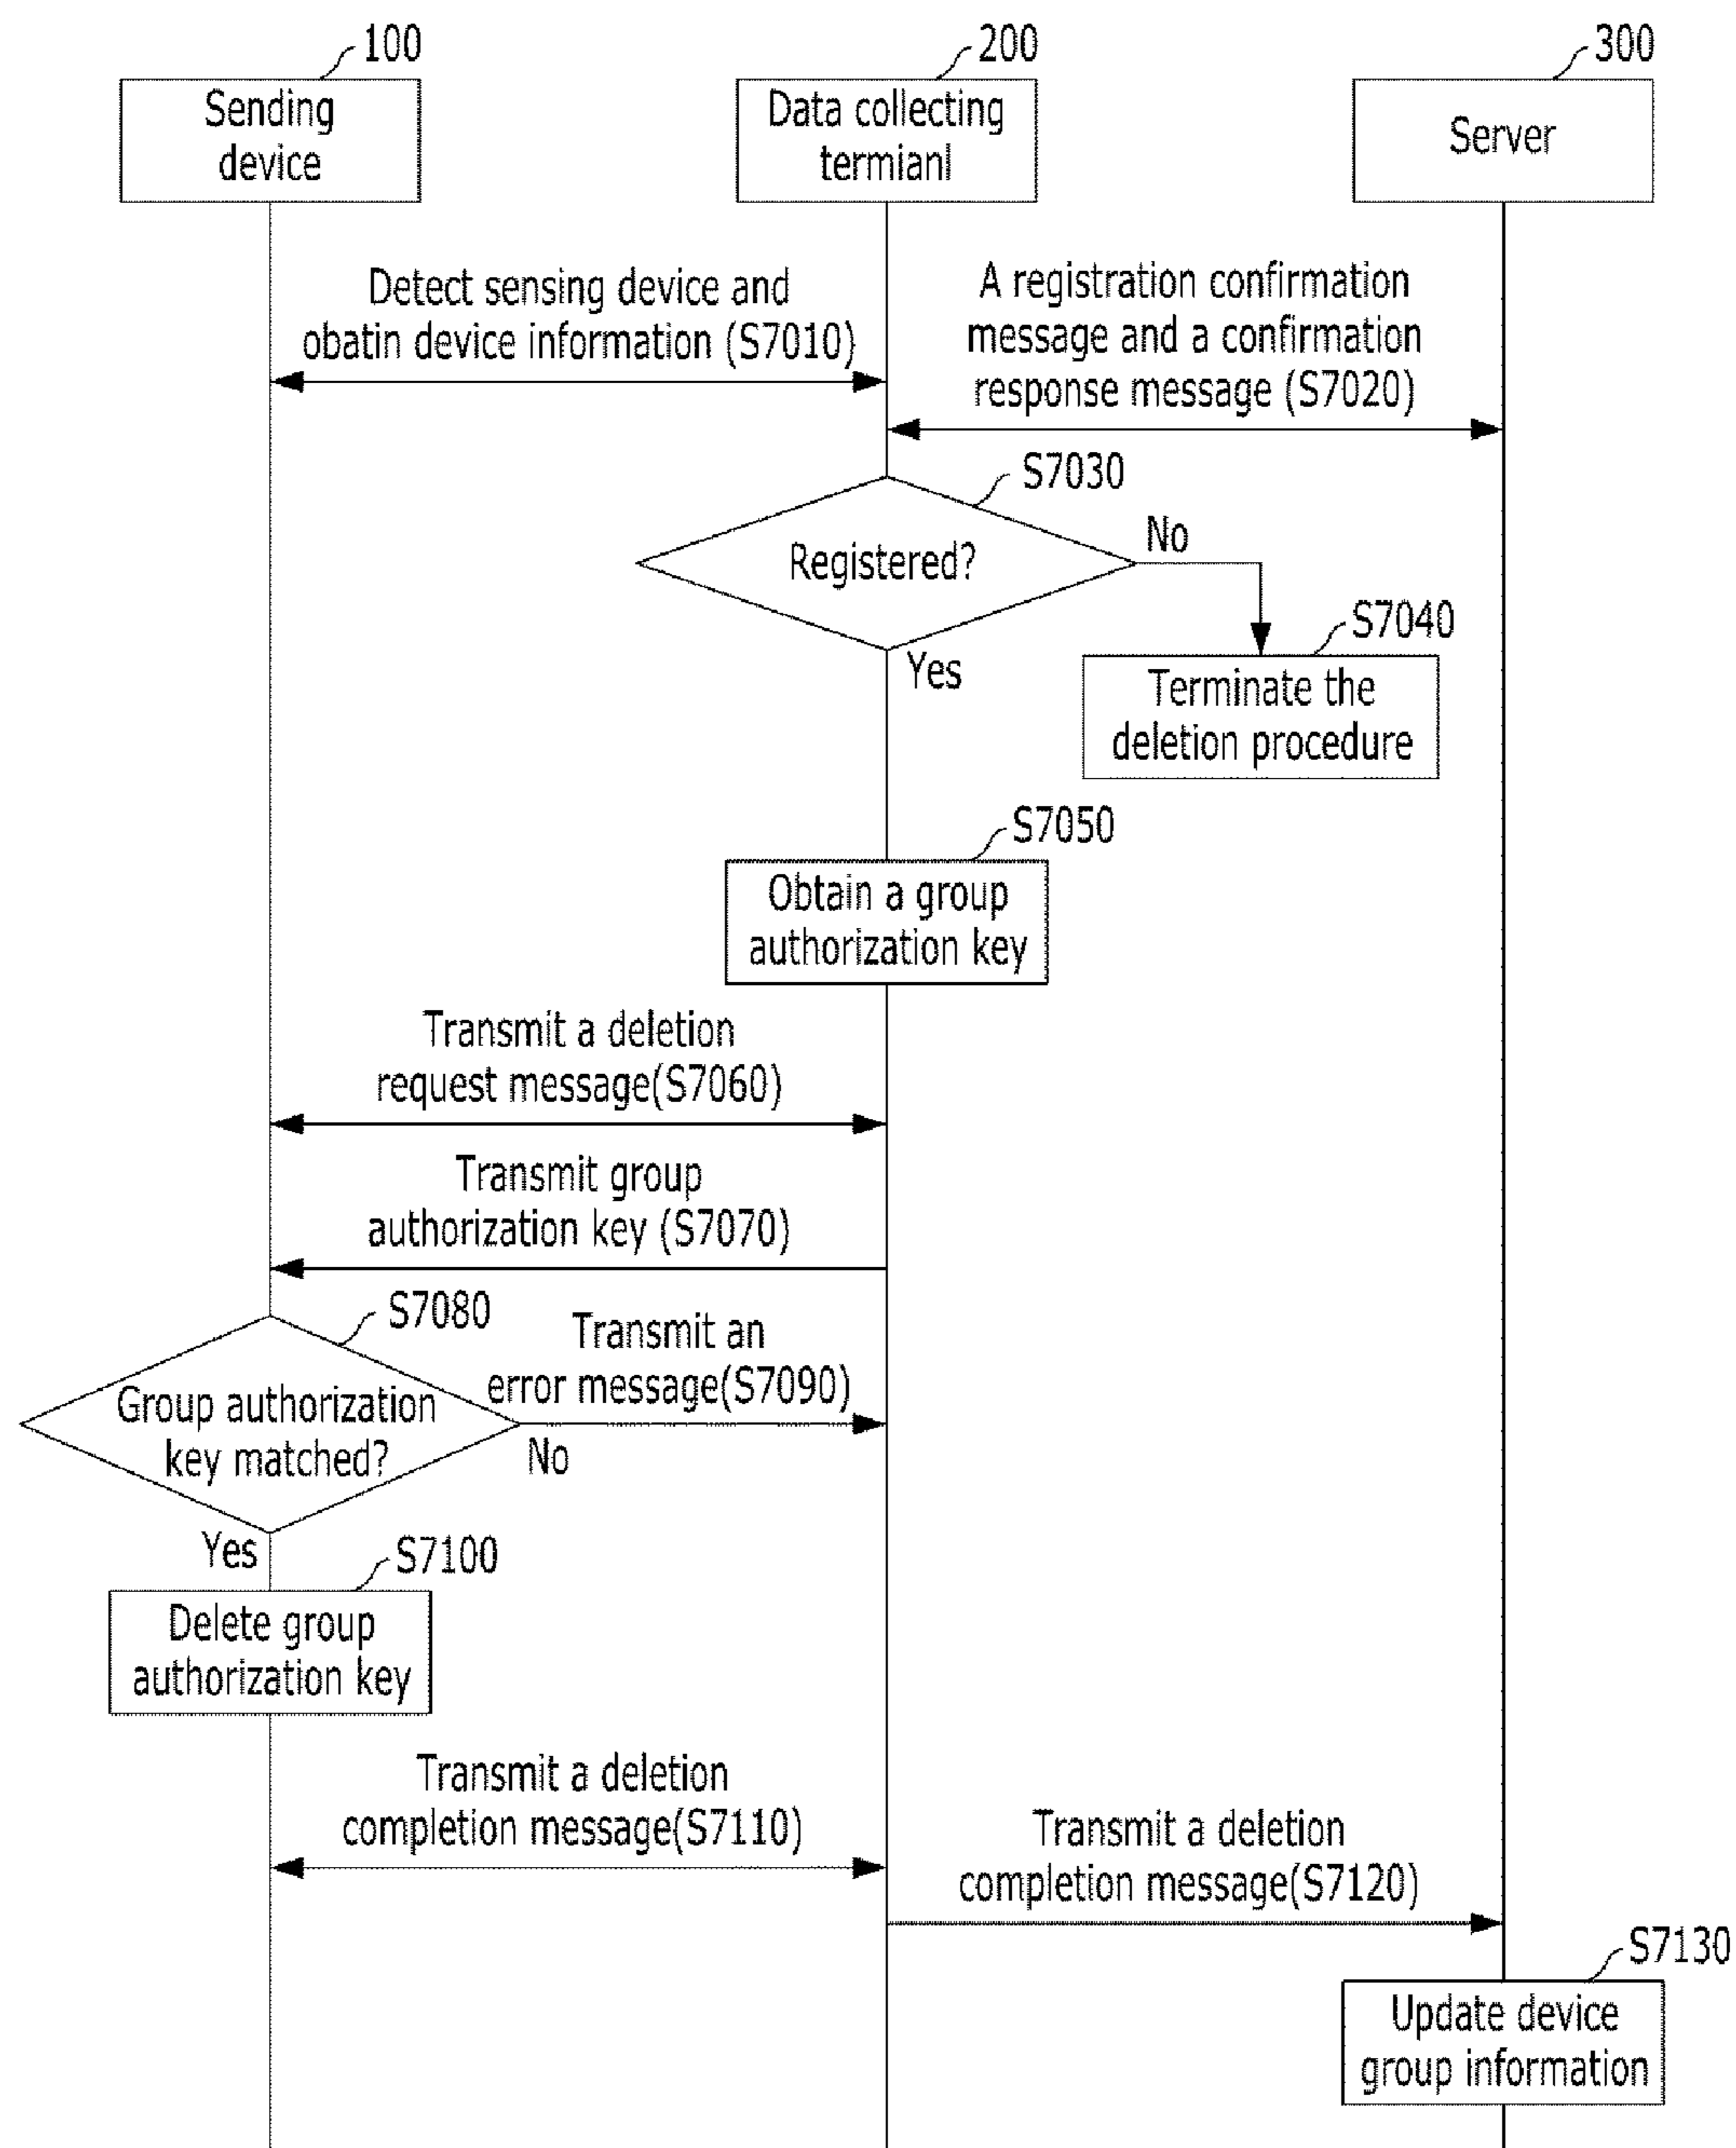 100
200
300
Sending
device
Data collecting
termianl
Server
Detect sensing device and
obatin device information (S7010)
A registration confirmation
message and a confirmation
response message (S7020)
S7030
Registered?
No
Yes
S7040
Terminate the
deletion procedure
S7050
Obtain a group
authorization key
Transmit a deletion
request message(S7060)
Transmit group
authorization key (S7070)
S7080
Group authorization
key matched?
Transmit an
error message(S7090)
No
Yes
S7100
Delete group
authorization key
Transmit a deletion
completion message(S7110)
Transmit a deletion
completion message(S7120)
S7130
Update device
group information